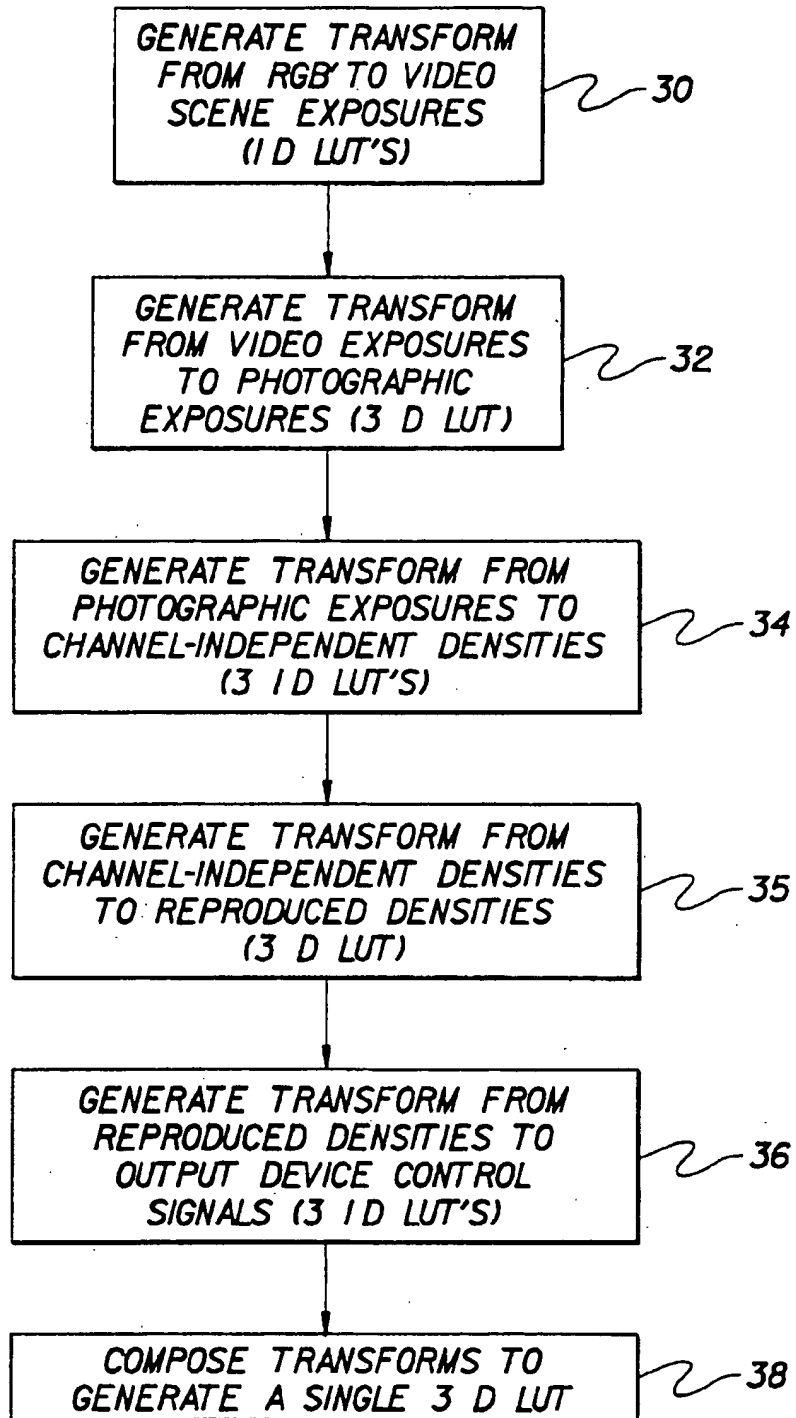 GENERATE TRANSFORM
FROM RGB' TO VIDEO
SCENE EXPOSURES
(1 D LUT'S)
30
GENERATE TRANSFORM
FROM VIDEO EXPOSURES
TO PHOTOGRAPHIC
EXPOSURES (3 D LUT)
32
GENERATE TRANSFORM FROM
PHOTOGRAPHIC EXPOSURES TO
CHANNEL-INDEPENDENT DENSITIES
(3 1 D LUT'S)
34
GENERATE TRANSFORM FROM
CHANNEL-INDEPENDENT DENSITIES
TO REPRODUCED DENSITIES
(3 D LUT)
35
GENERATE TRANSFORM FROM
REPRODUCED DENSITIES TO
OUTPUT DEVICE CONTROL
SIGNALS (3 1 D LUT'S)
36
COMPOSE TRANSFORMS TO
GENERATE A SINGLE 3 D LUT
38